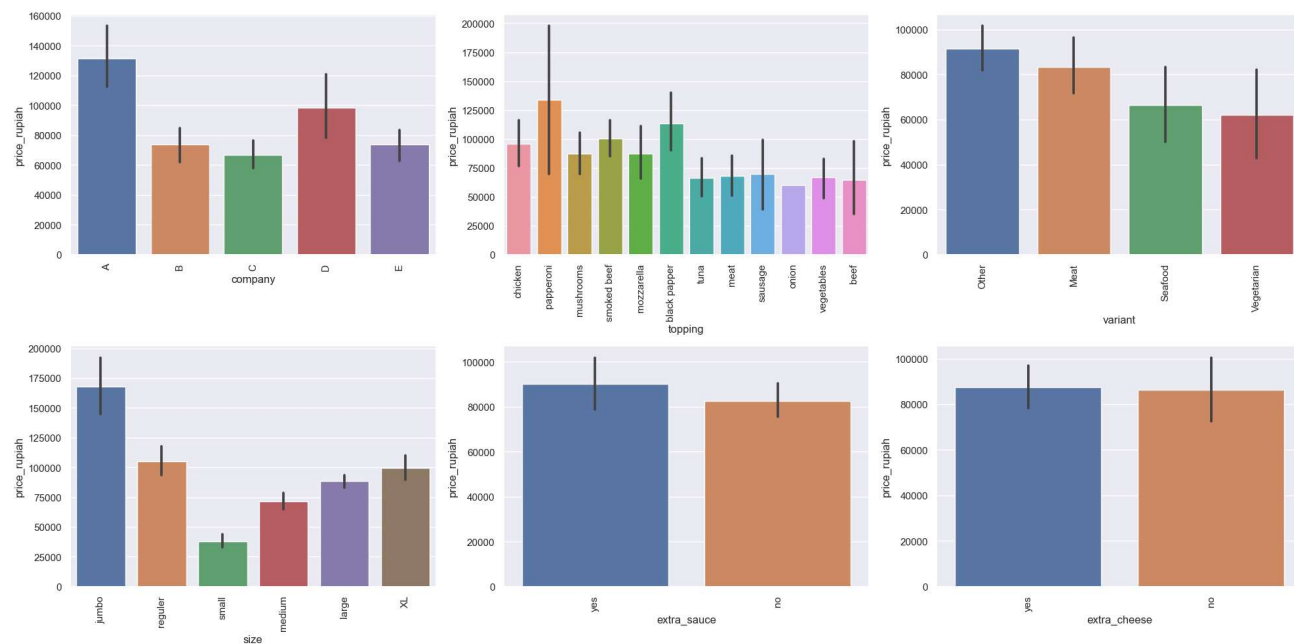 price_rupiah
160000
140000
120000
100000
80000
60000
40000
20000
0
A
B
C
D
E
company
price_rupiah
200000
175000
150000
125000
100000
75000
50000
25000
0
chicken
papperoni
mushrooms
smoked beef
mozzarella
black papper
tuna
meat
sausage
onion
vegetables
beef
topping
price_rupiah
100000
80000
60000
40000
20000
0
Other
Meat
Seafood
Vegetarian
variant
price_rupiah
200000
175000
150000
125000
100000
75000
50000
25000
0
jumbo
reguler
small
medium
large
XL
size
price_rupiah
100000
80000
60000
40000
20000
0
yes
no
extra_sauce
price_rupiah
100000
80000
60000
40000
20000
0
yes
no
extra_cheese